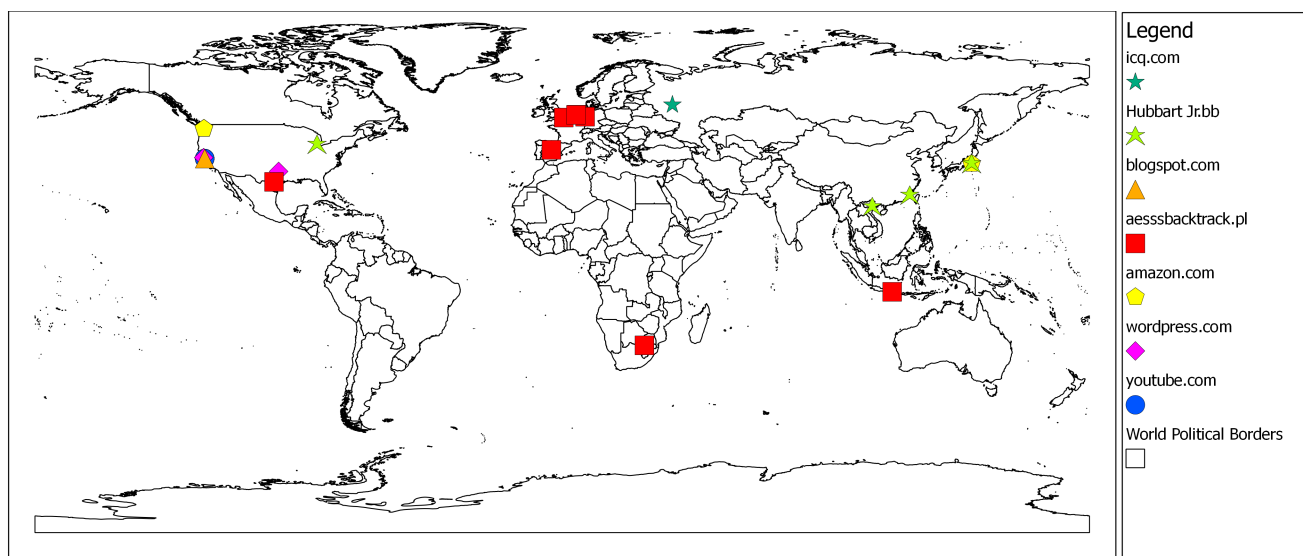 Legend
icq.com
Hubbart Jr.bb
blogspot.com
aesssbacktrack.pl
amazon.com
wordpress.com
youtube.com
World Political Borders